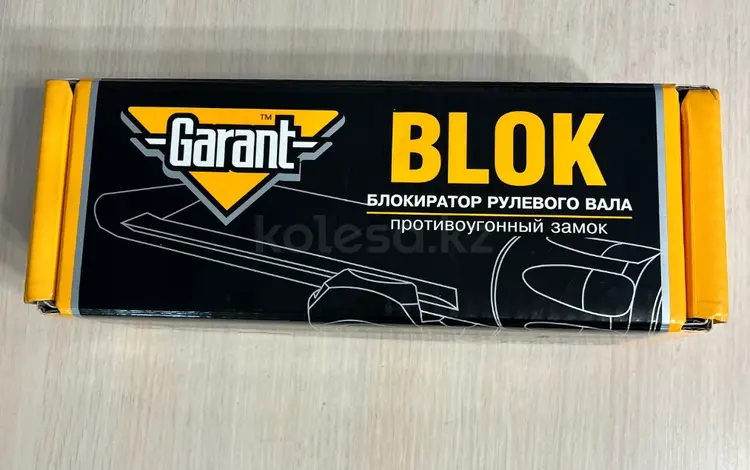 Garant
TM
BLOK
БЛОКИРАТОР РУЛЕВОГО ВАЛА
противоугонный замок
kolesa.kz